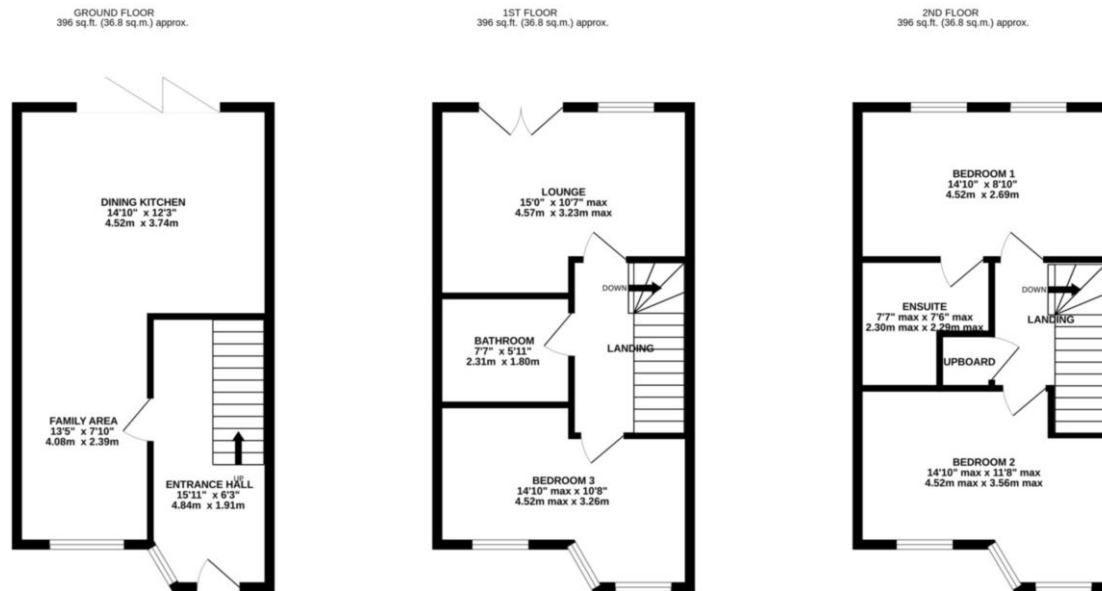 GROUND FLOOR
396 sq.ft. (36.8 sq.m.) approx.
DINING KITCHEN
14'10" x 12'3"
4.52m x 3.74m
FAMILY AREA
13'5" x 7'10"
4.08m x 2.39m
UP
ENTRANCE HALL
15'11" x 6'3"
4.84m x 1.91m
1ST FLOOR
396 sq.ft. (36.8 sq.m.) approx.
LOUNGE
15'0" x 10'7" max
4.57m x 3.23m max
DOWN
BATHROOM
7'7" x 5'11"
2.31m x 1.80m
LANDING
BEDROOM 3
14'10" max x 10'8"
4.52m max x 3.26m
2ND FLOOR
396 sq.ft. (36.8 sq.m.) approx.
BEDROOM 1
14'10" x 8'10"
4.52m x 2.69m
DOWN
ENSUITE
7'7" max x 7'6" max
2.30m max x 2.29m max
LANDING
UPBOARD
BEDROOM 2
14'10" max x 11'8" max
4.52m max x 3.56m max